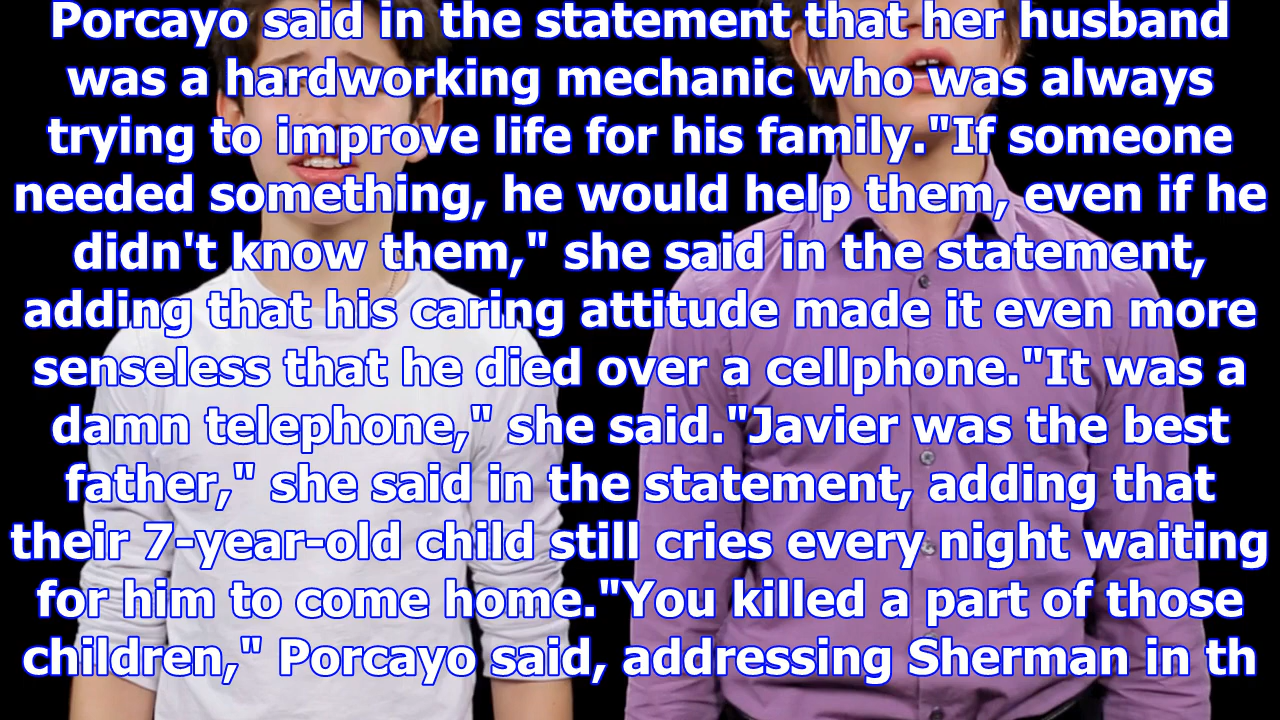 Porcayo said in the statement that her husband
was a hardworking mechanic who was always
trying to improve life for his family."If someone
needed something, he would help them, even if he
didn't know them," she said in the statement,
adding that his caring attitude made it even more
senseless that he died over a cellphone."It was a
damn telephone," she said."Javier was the best
father," she said in the statement, adding that
their 7-year-old child still cries every night waiting
for him to come home."You killed a part of those
children," Porcayo said, addressing Sherman in th